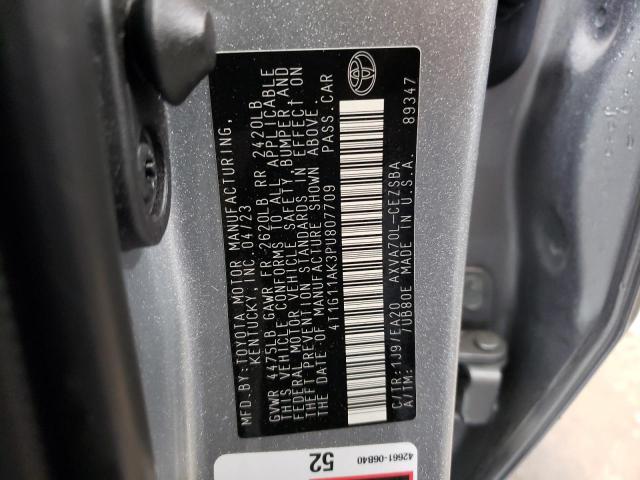 MFD.BY:TOYOTA MOTOR MANUFACTURING,
KENTUCKY, INC. 04/23
GVWR 4475LB GAWR FR 2620LB RR 2420LB
THIS VEHICLE CONFORMS TO ALL APPLICABLE
FEDERAL MOTOR VEHICLE SAFETY, BUMPER AND
THEFT PREVENTION STANDARDS IN EFFECT ON
THE DATE OF MANUFACTURE SHOWN ABOVE.
4T1G11AK3PU807709 PASS.CAR
C/TR:1J9/EA20 AXVA70L-CEZSBA
A/TM: 7UB80E MADE IN U.S.A. 89347
42661-06B40
52